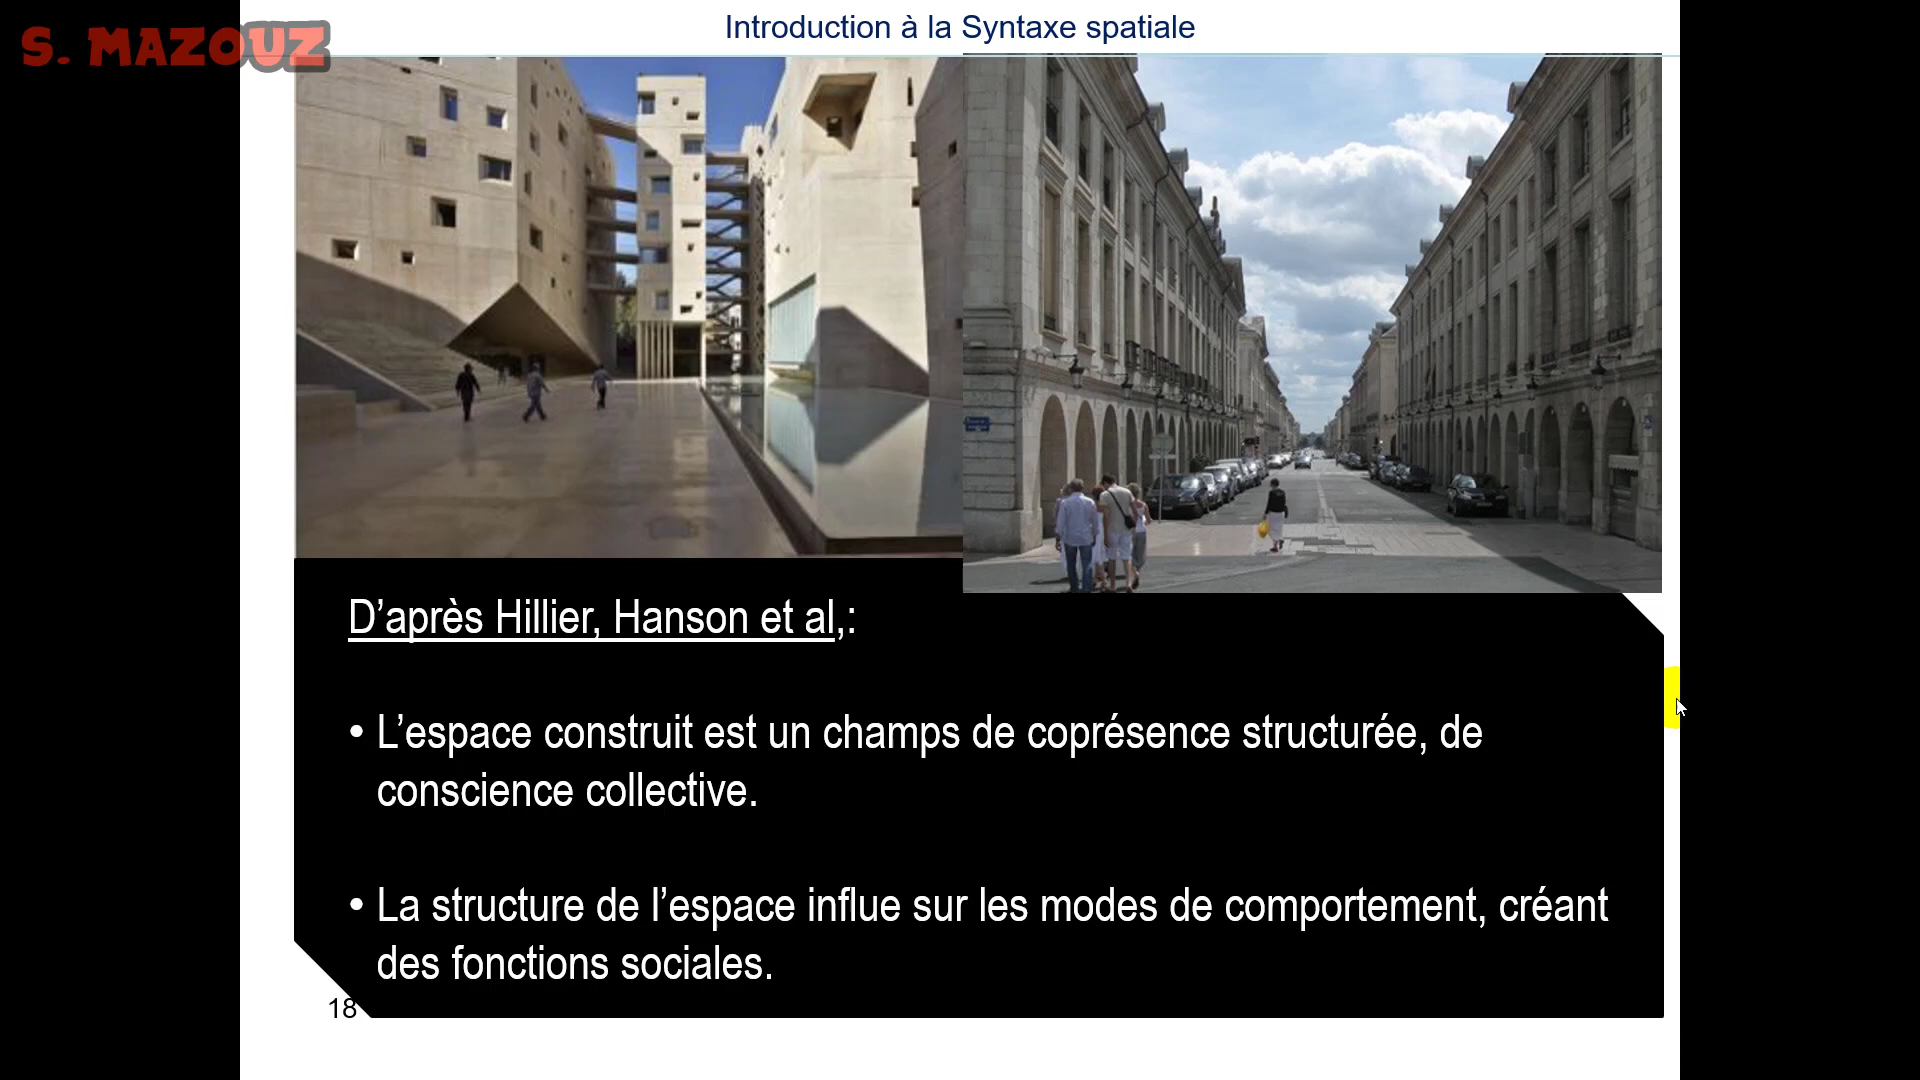 S. MAZOUZ
Introduction à la Syntaxe spatiale
D’après Hillier, Hanson et al,:
• L’espace construit est un champs de coprésence structurée, de
conscience collective.
• La structure de l’espace influe sur les modes de comportement, créant
des fonctions sociales.
18